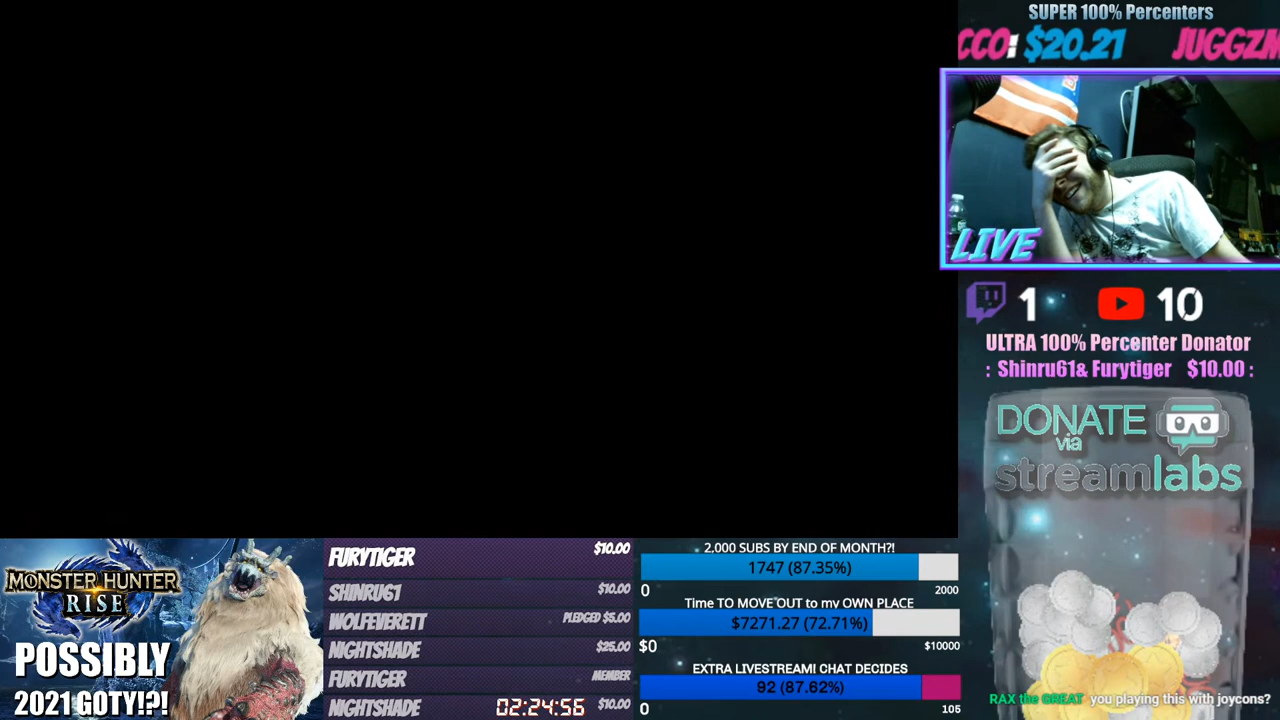 SUPER 100% Percenters
CCO: $20.21 JUGGZM
LIVE
1 10
ULTRA 100% Percenter Donator
: Shinru61& Furytiger $10.00 :
DONATE
via
streamlabs
RAX the GREAT you playing this with joycons?
MONSTER HUNTER
RISE
POSSIBLY
2021 GOTY!?!
FURYTIGER $10.00
SHINRU61 $10.00
WOLFEVERETT PLEDGED $5.00
NIGHTSHADE $25.00
FURYTIGER MEMBER
NIGHTSHADE 02:24:56 $10.00
2,000 SUBS BY END OF MONTH?!
1747 (87.35%)
0 2000
Time TO MOVE OUT to my OWN PLACE
$7271.27 (72.71%)
$0 $10000
EXTRA LIVESTREAM! CHAT DECIDES
92 (87.62%)
0 105